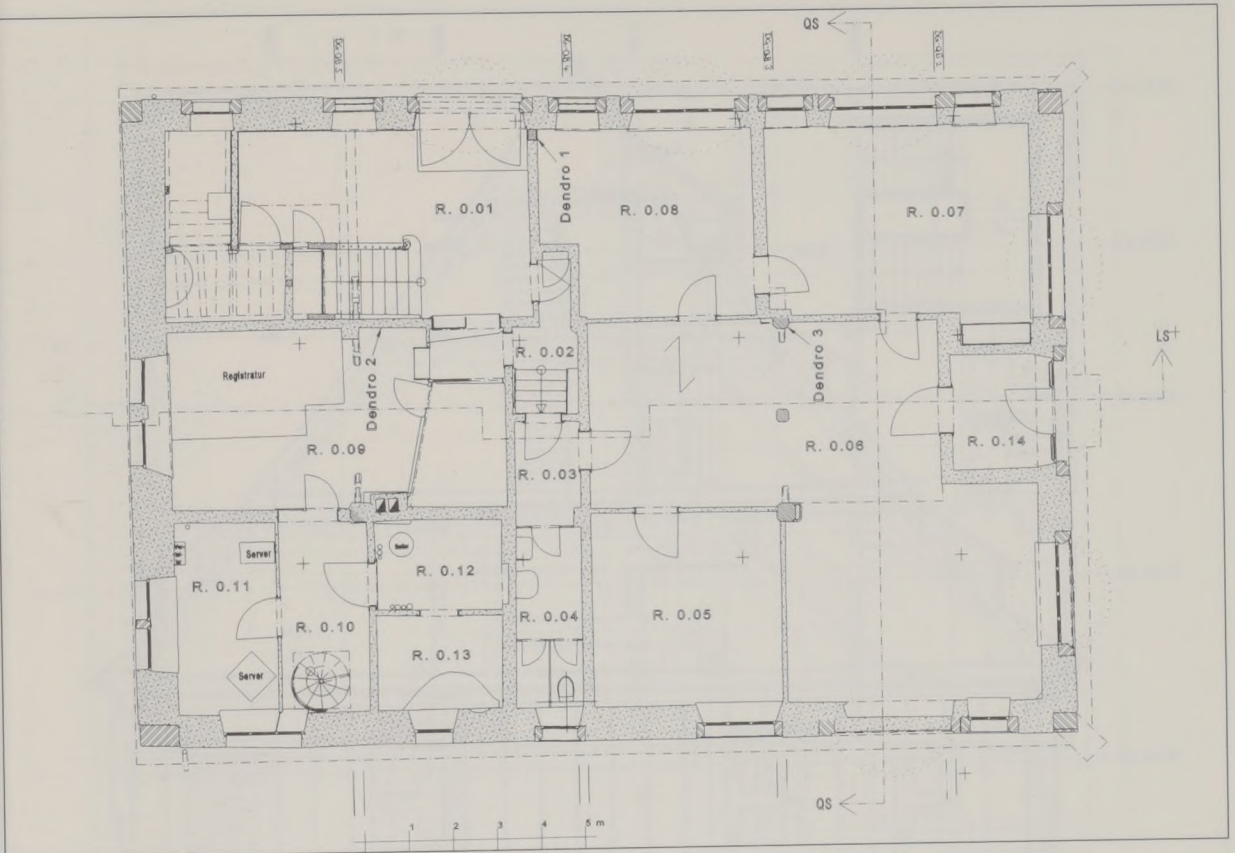 QS
R. 0.01
Dendro 1
R. 0.08
R. 0.07
LS
R. 0.02
Dendro 2
Dendro 3
Registratur
R. 0.09
R. 0.03
R. 0.06
R. 0.14
Server
R. 0.11
R. 0.12
R. 0.10
R. 0.04
R. 0.05
R. 0.13
Server
QS
1 2 3 4 5 m